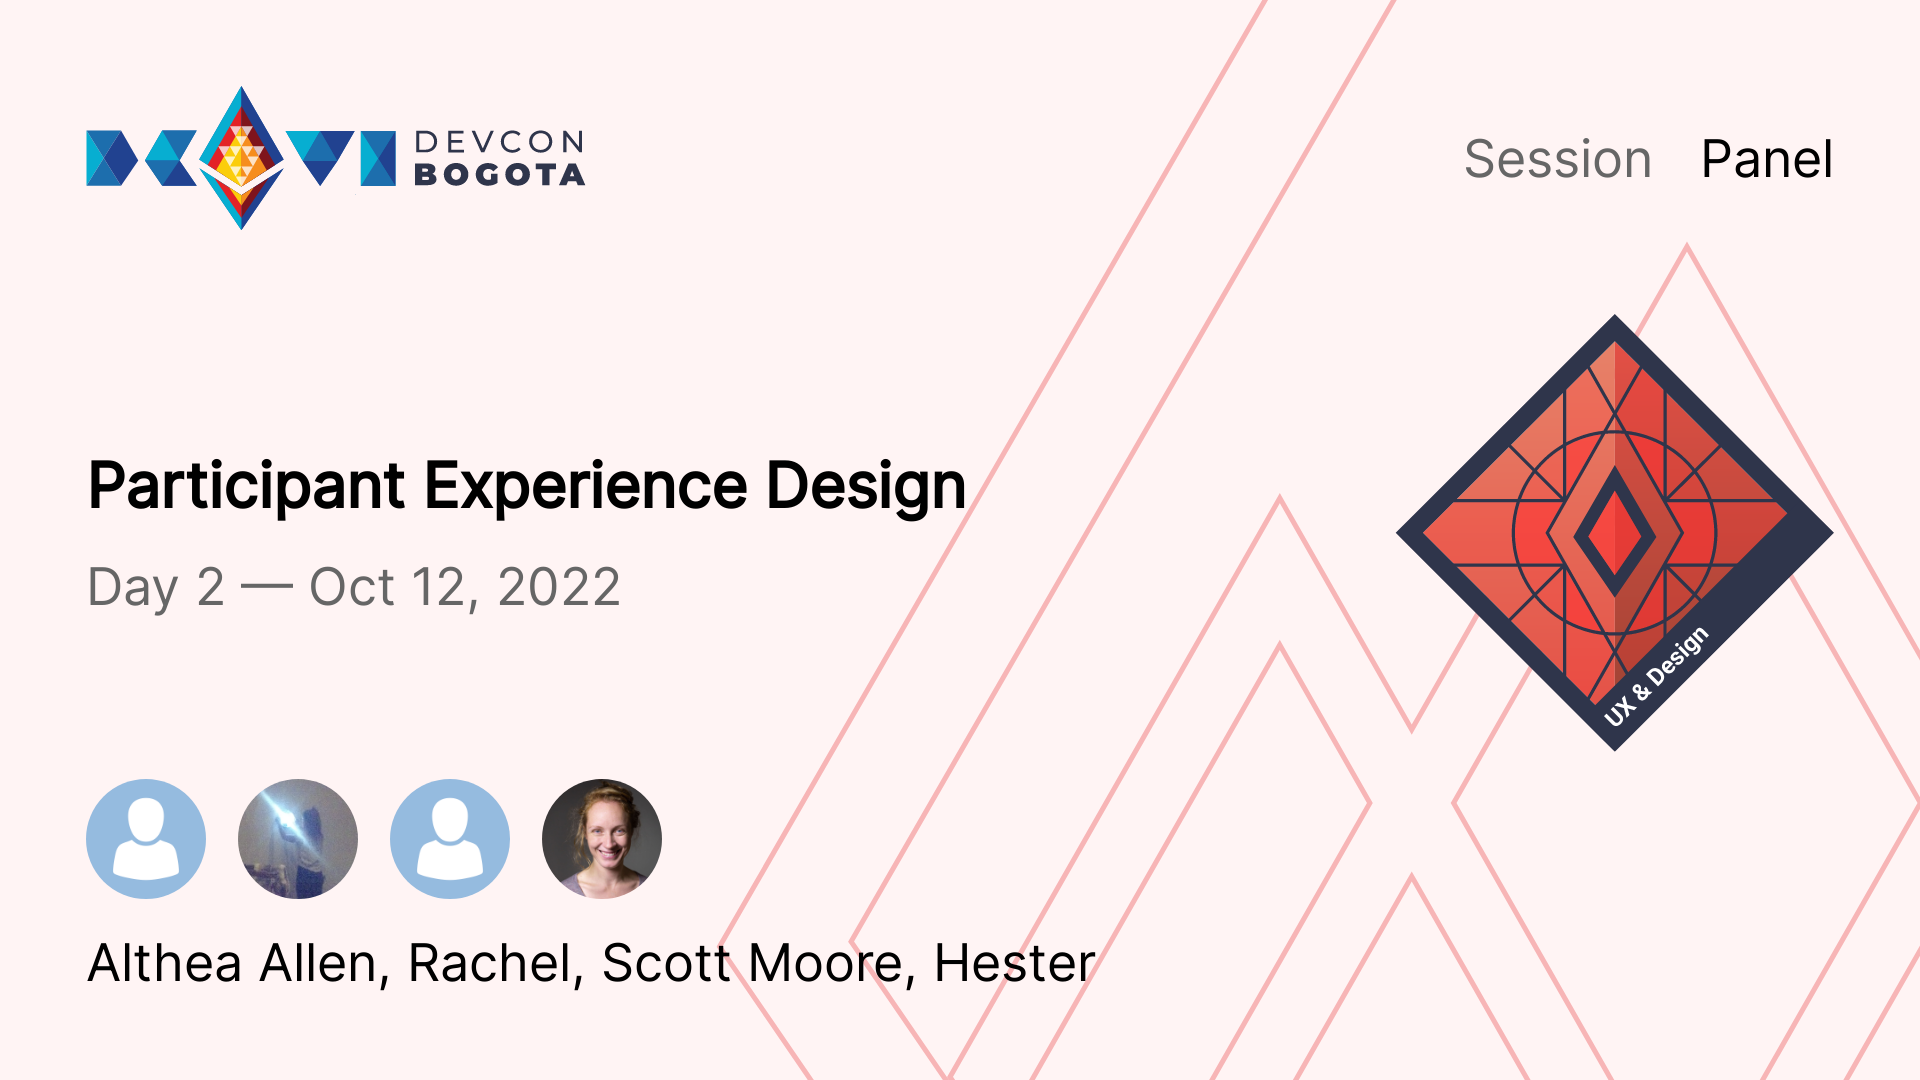 DEVCON
BOGOTA
Session Panel
Participant Experience Design
Day 2 — Oct 12, 2022
UX & Design
Althea Allen, Rachel, Scott Moore, Hester